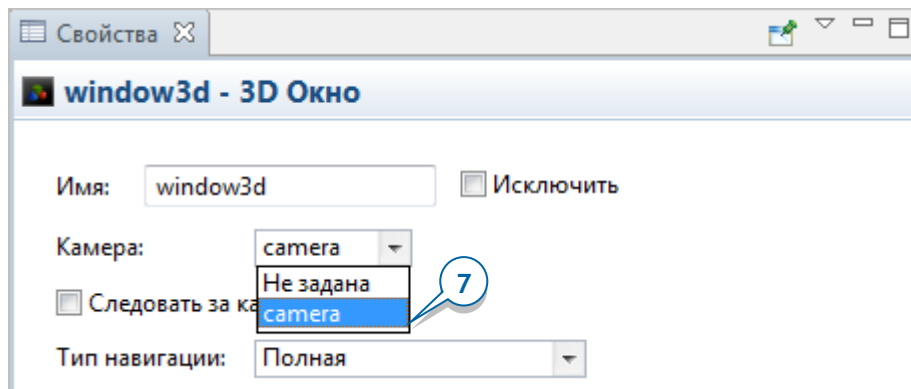 Свойства
window3d - 3D Окно
Имя: window3d Исключить
Камера: camera
Не задана
Следовать за ка
camera
7
Тип навигации: Полная